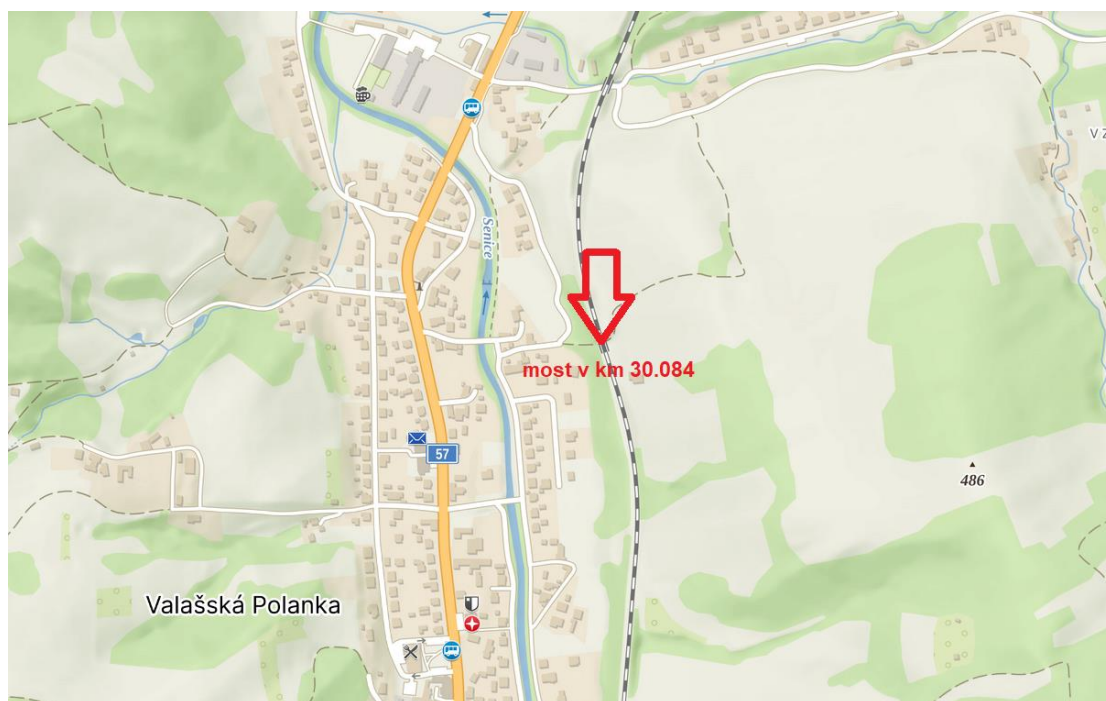 V Z
Senice
most v km 30.084
57
486
Valašská Polanka